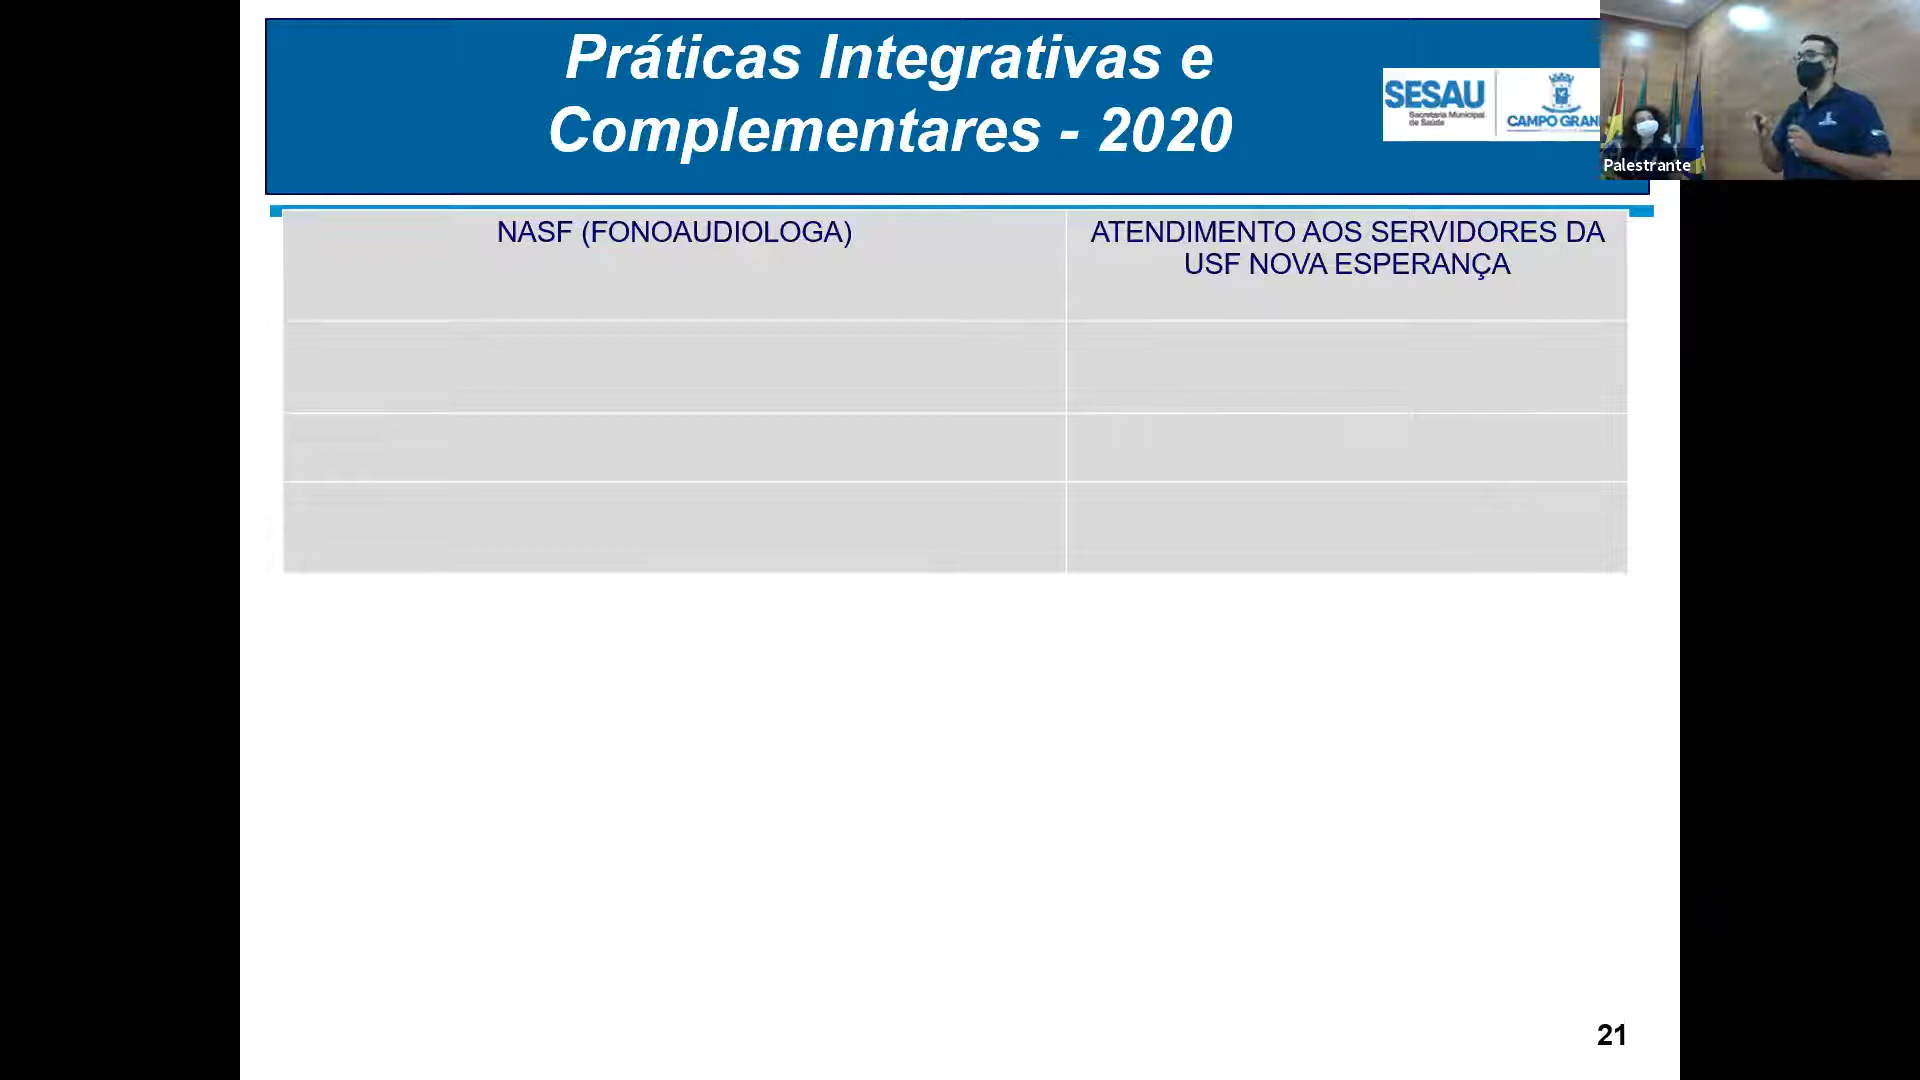 Práticas Integrativas e
Complementares - 2020
SESAU
Secretaria Municipal
de Saúde
CAMPO GRAN
Palestrante
NASF (FONOAUDIOLOGA)
ATENDIMENTO AOS SERVIDORES DA
USF NOVA ESPERANÇA
21